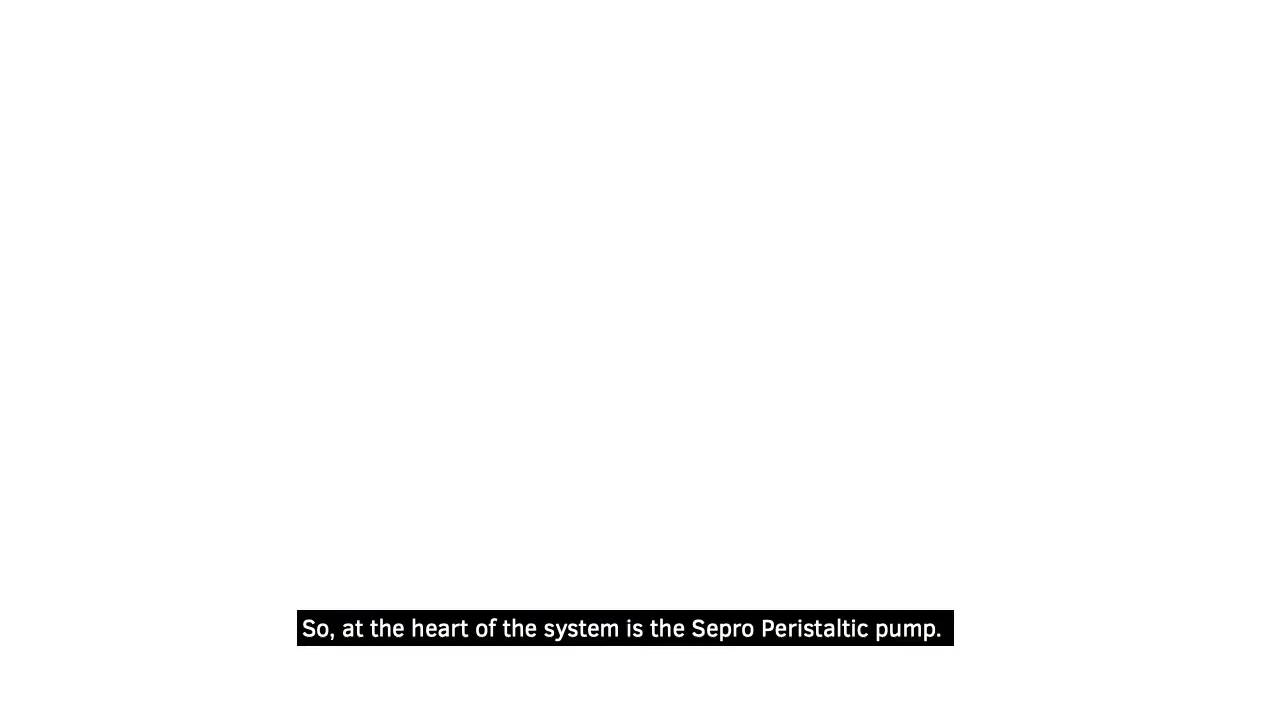 So, at the heart of the system is the Sepro Peristaltic pump.